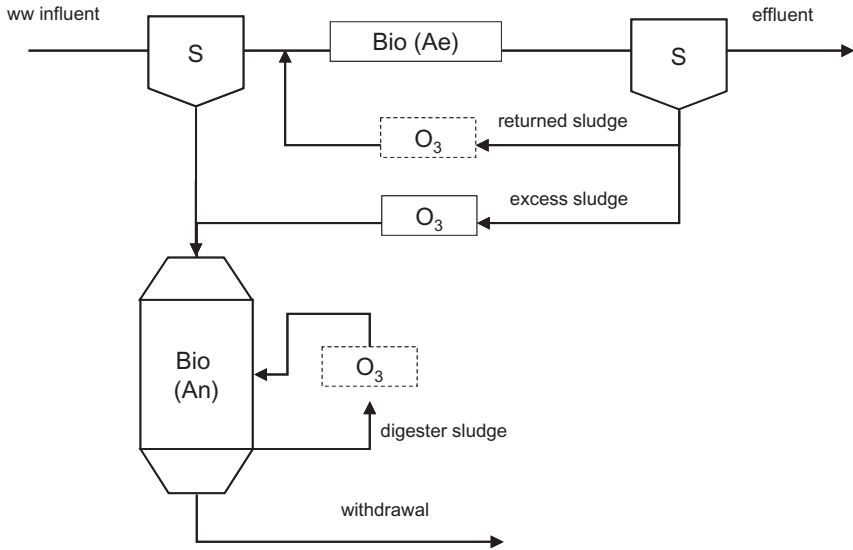 ww influent
S
Bio (Ae)
S
effluent
O₃
returned sludge
O₃
excess sludge
Bio
(An)
O₃
digester sludge
withdrawal